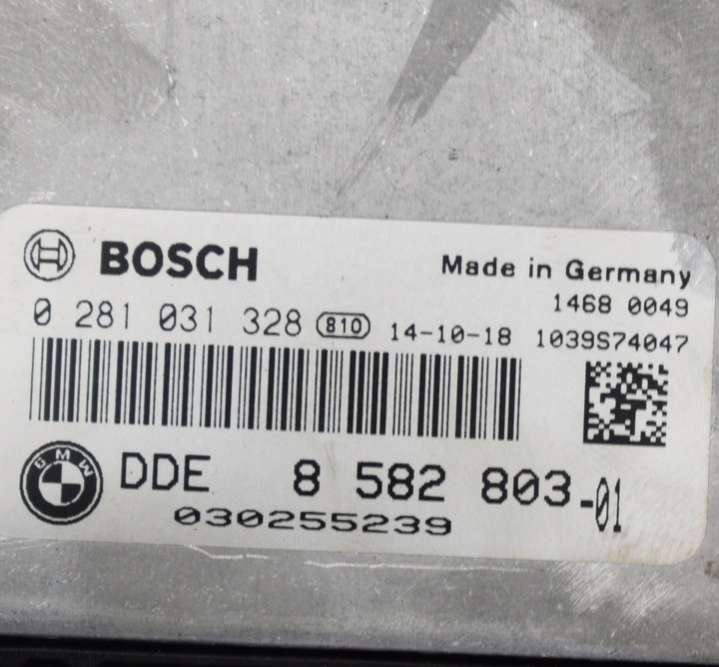 BOSCH
Made in Germany
1468 0049
0 281 031 328 810 14-10-18 1039S74047
BMW
DDE 8 582 803-01
030255239